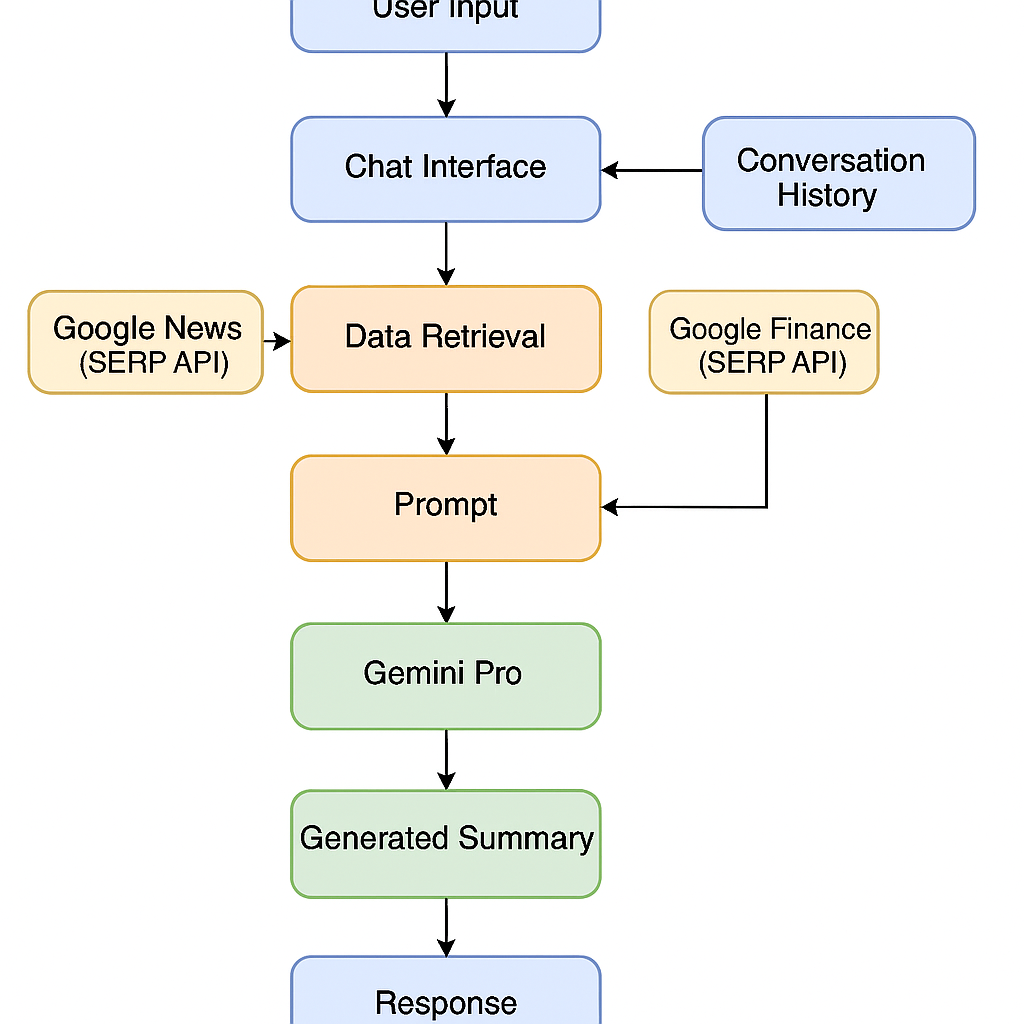 User Input
Chat Interface
Conversation
History
Google News
(SERP API)
Data Retrieval
Google Finance
(SERP API)
Prompt
Gemini Pro
Generated Summary
Response